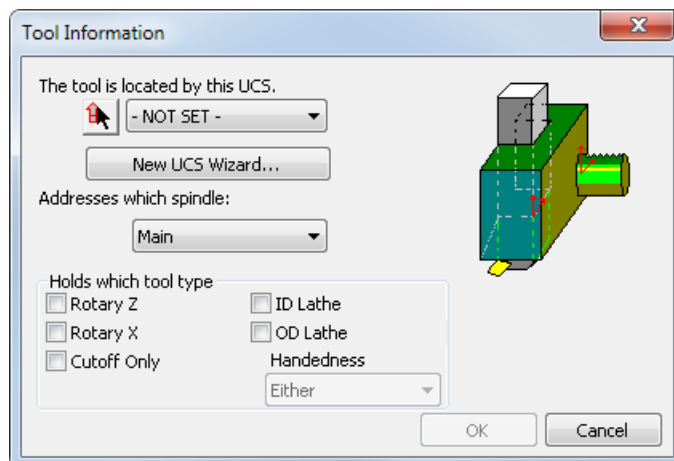 Tool Information
The tool is located by this UCS.
- NOT SET -
New UCS Wizard...
Addresses which spindle:
Main
Holds which tool type
Rotary Z
ID Lathe
Rotary X
OD Lathe
Cutoff Only
Handedness
Either
OK
Cancel